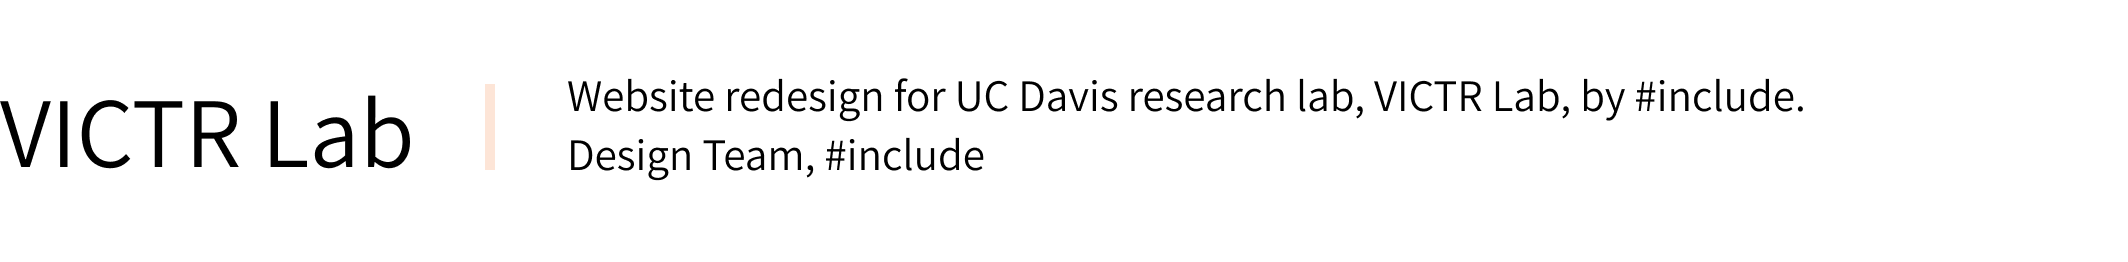 VICTR Lab
Website redesign for UC Davis research lab, VICTR Lab, by #include.
Design Team, #include